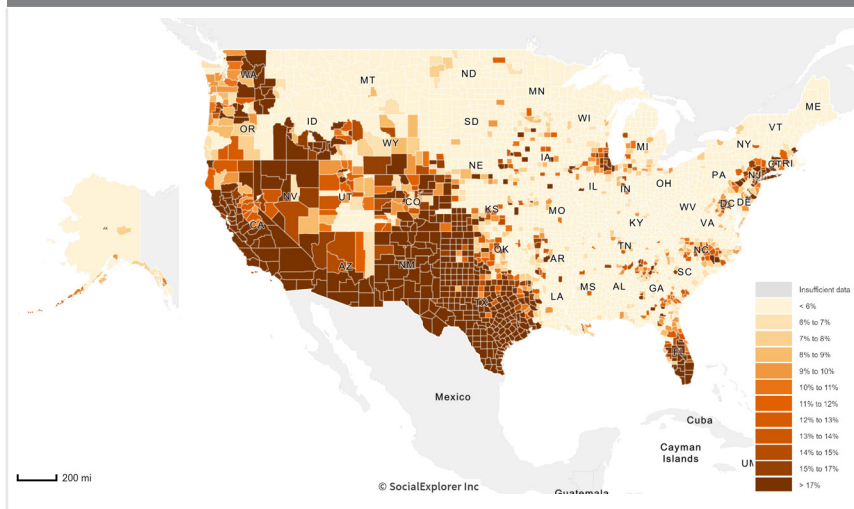 WA
MT
ND
MN
ME
VT
OR
ID
SD
WI
NY
MI
WY
CTRI
IA
PA
NJ
NE
OH
NV
UT
IL
IN
CO
DC
DE
WV
KS
MO
VA
CA
KY
OK
TN
NC
AZ
NM
AR
SC
AK
MS
AL
GA
TX
LA
FL
Insufficient data
< 6%
6% to 7%
7% to 8%
8% to 9%
9% to 10%
10% to 11%
11% to 12%
12% to 13%
13% to 14%
14% to 15%
15% to 17%
> 17%
Mexico
Cuba
Cayman
Islands
UM
200 mi
© SocialExplorer Inc
Guatemala